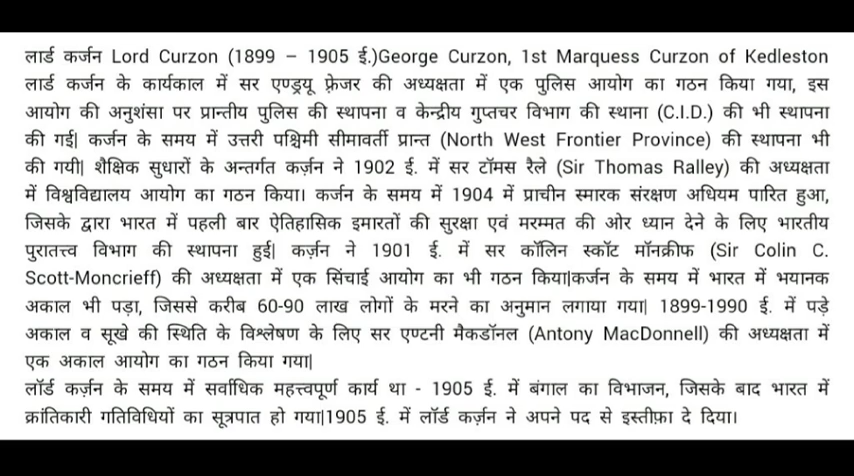 लार्ड कर्जन Lord Curzon (1899 – 1905 ई.)George Curzon, 1st Marquess Curzon of Kedleston
लार्ड कर्जन के कार्यकाल में सर एण्ड्रयू फ़्रेजर की अध्यक्षता में एक पुलिस आयोग का गठन किया गया, इस
आयोग की अनुशंसा पर प्रान्तीय पुलिस की स्थापना व केन्द्रीय गुप्तचर विभाग की स्थाना (C.I.D.) की भी स्थापना
की गई| कर्जन के समय में उत्तरी पश्चिमी सीमावर्ती प्रान्त (North West Frontier Province) की स्थापना भी
की गयी| शैक्षिक सुधारों के अन्तर्गत कर्ज़न ने 1902 ई. में सर टॉमस रैले (Sir Thomas Ralley) की अध्यक्षता
में विश्वविद्यालय आयोग का गठन किया। कर्जन के समय में 1904 में प्राचीन स्मारक संरक्षण अधियम पारित हुआ,
जिसके द्वारा भारत में पहली बार ऐतिहासिक इमारतों की सुरक्षा एवं मरम्मत की ओर ध्यान देने के लिए भारतीय
पुरातत्त्व विभाग की स्थापना हुई| कर्ज़न ने 1901 ई. में सर कॉलिन स्कॉट मॉनक्रीफ (Sir Colin C.
Scott-Moncrieff) की अध्यक्षता में एक सिंचाई आयोग का भी गठन किया|कर्जन के समय में भारत में भयानक
अकाल भी पड़ा, जिससे करीब 60-90 लाख लोगों के मरने का अनुमान लगाया गया| 1899-1990 ई. में पड़े
अकाल व सूखे की स्थिति के विश्लेषण के लिए सर एण्टनी मैकडॉनल (Antony MacDonnell) की अध्यक्षता में
एक अकाल आयोग का गठन किया गया|
लॉर्ड कर्ज़न के समय में सर्वाधिक महत्त्वपूर्ण कार्य था - 1905 ई. में बंगाल का विभाजन, जिसके बाद भारत में
क्रांतिकारी गतिविधियों का सूत्रपात हो गया|1905 ई. में लॉर्ड कर्ज़न ने अपने पद से इस्तीफ़ा दे दिया।